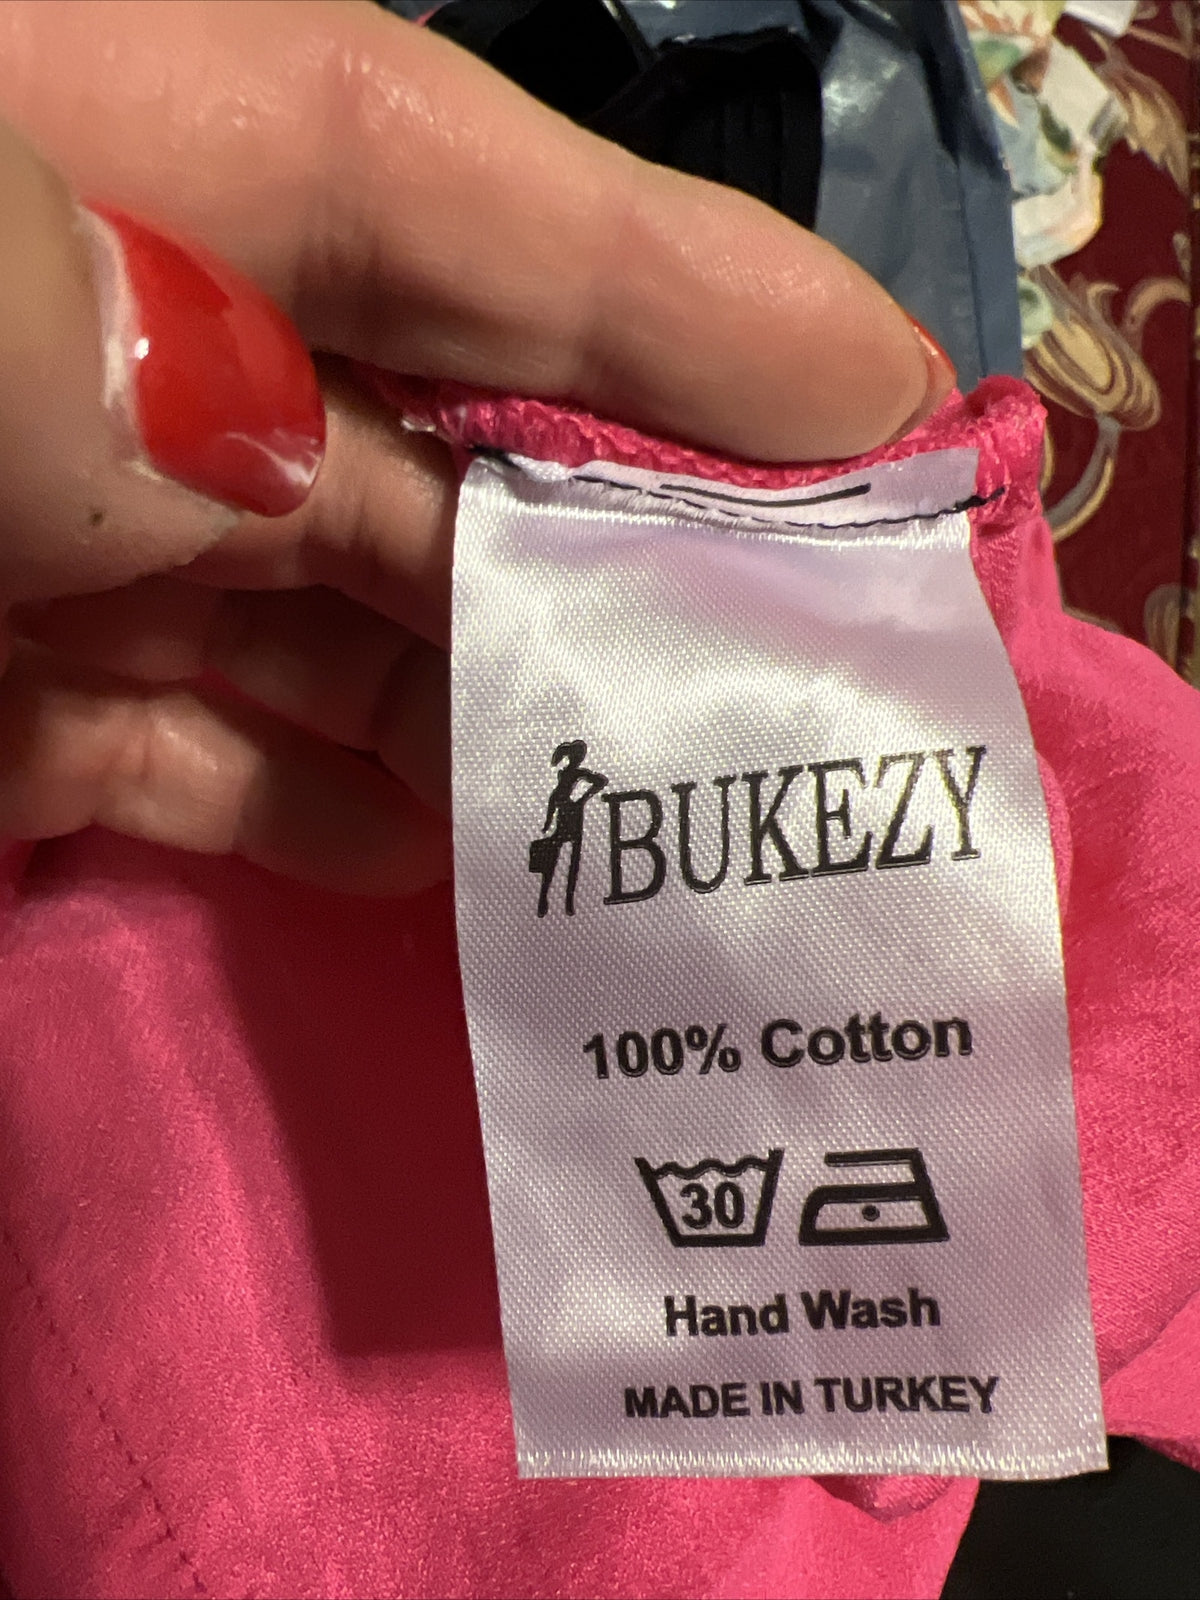 BUKEZY
100% Cotton
30
Hand Wash
MADE IN TURKEY